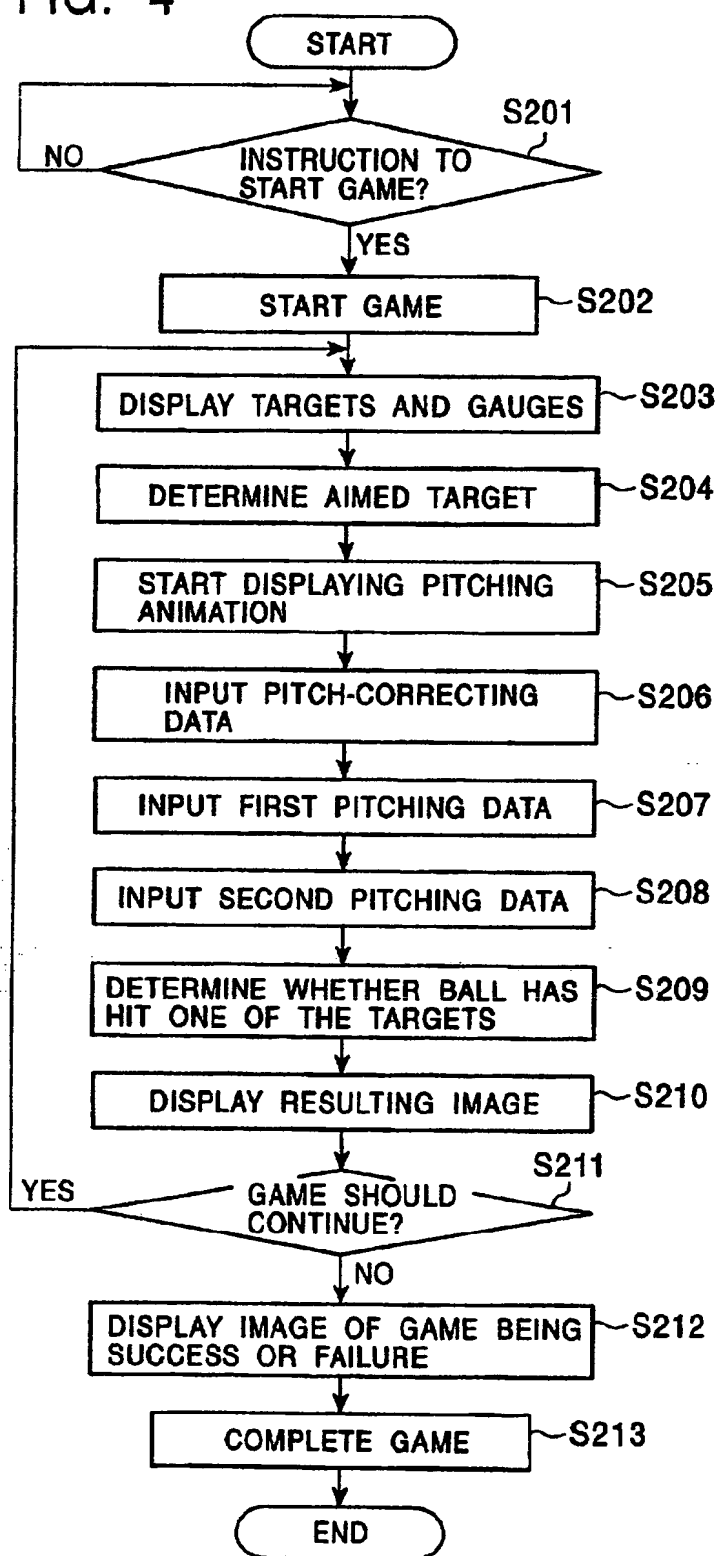 FIG. 4
START
S201
NO
INSTRUCTION TO
START GAME?
YES
START GAME
S202
DISPLAY TARGETS AND GAUGES
S203
DETERMINE AIMED TARGET
S204
START DISPLAYING PITCHING
ANIMATION
S205
INPUT PITCH-CORRECTING
DATA
S206
INPUT FIRST PITCHING DATA
S207
INPUT SECOND PITCHING DATA
S208
DETERMINE WHETHER BALL HAS
HIT ONE OF THE TARGETS
S209
DISPLAY RESULTING IMAGE
S210
S211
YES
GAME SHOULD
CONTINUE?
NO
DISPLAY IMAGE OF GAME BEING
SUCCESS OR FAILURE
S212
COMPLETE GAME
S213
END